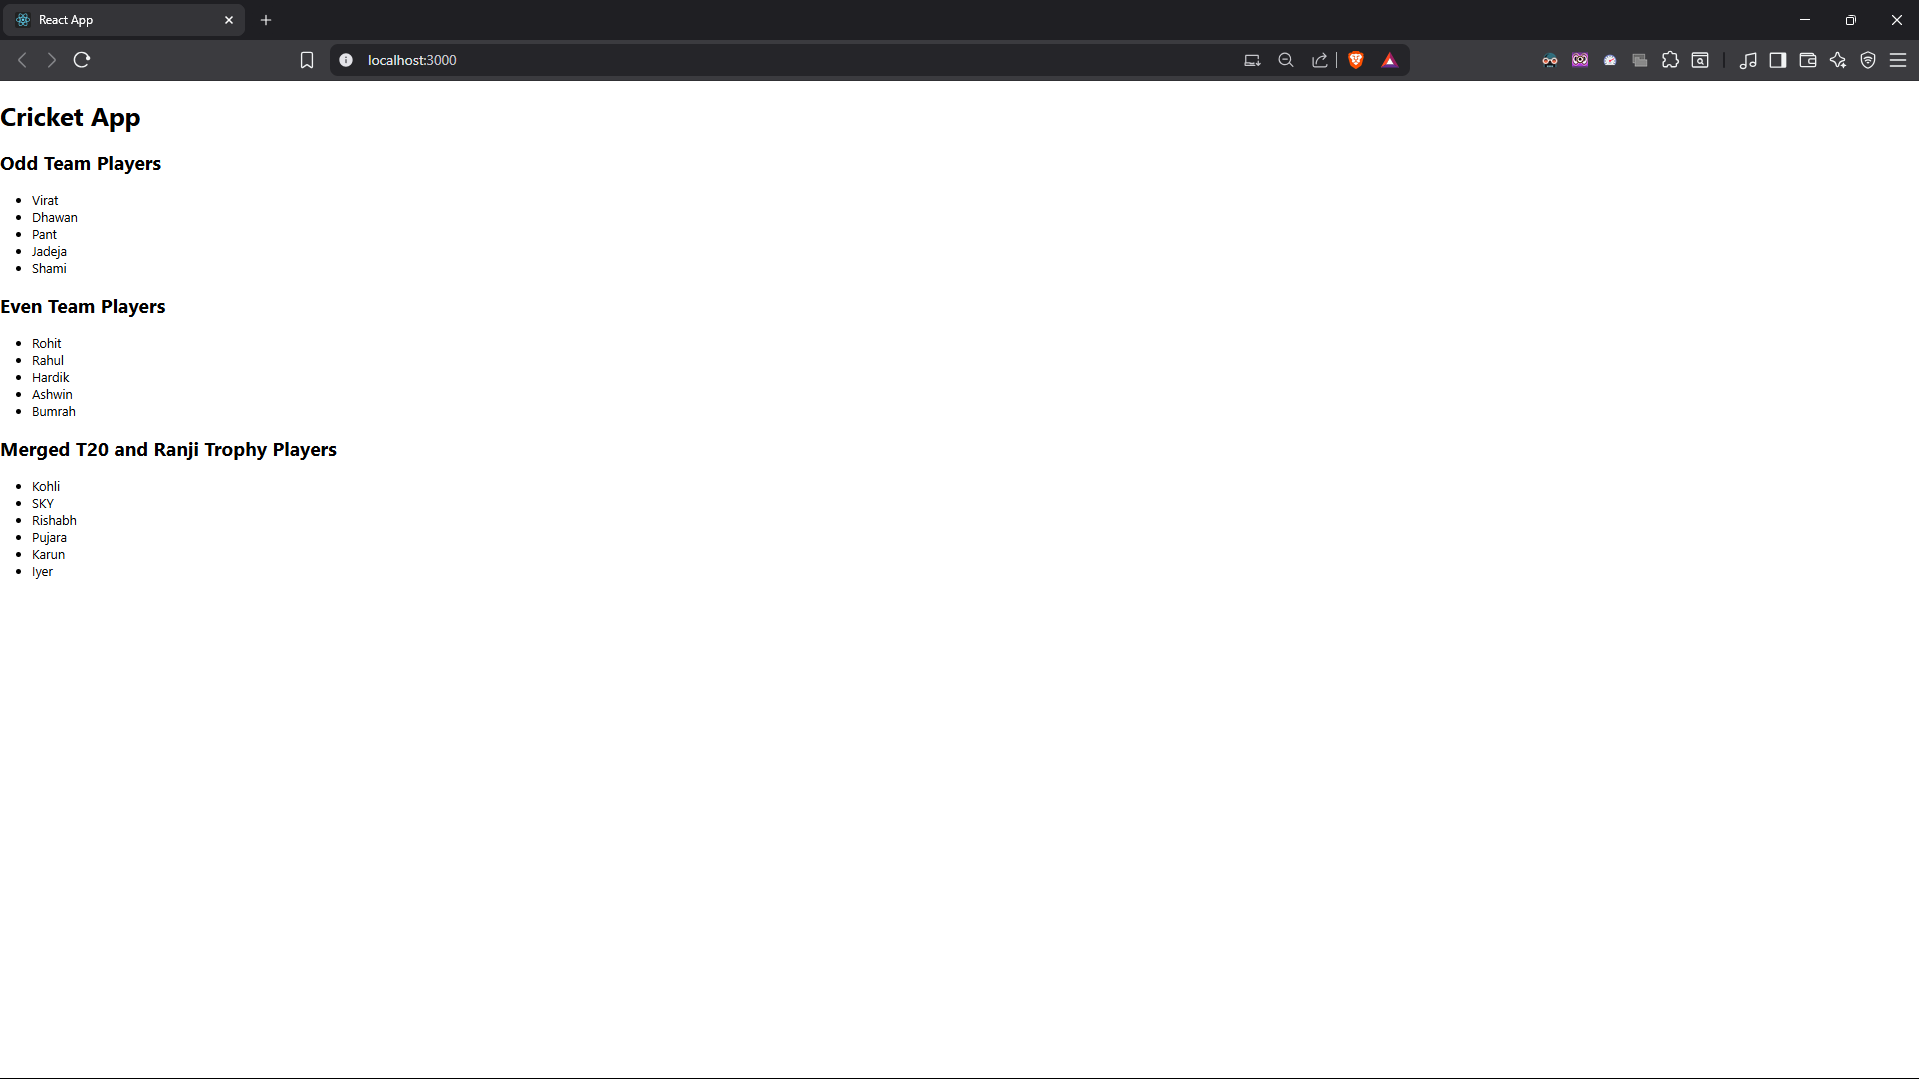 React App
localhost:3000
Cricket App
Odd Team Players
Virat
Dhawan
Pant
Jadeja
Shami
Even Team Players
Rohit
Rahul
Hardik
Ashwin
Bumrah
Merged T20 and Ranji Trophy Players
Kohli
SKY
Rishabh
Pujara
Karun
Iyer